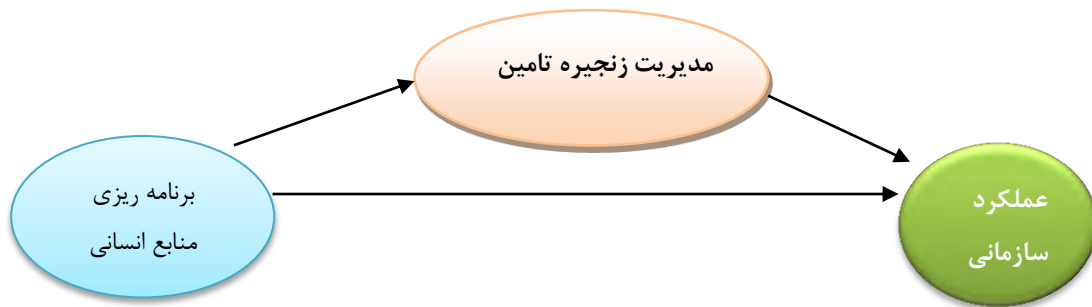 مدیریت زنجیره تامین
برنامه ریزی
منابع انسانی
عملکرد
سازمانی